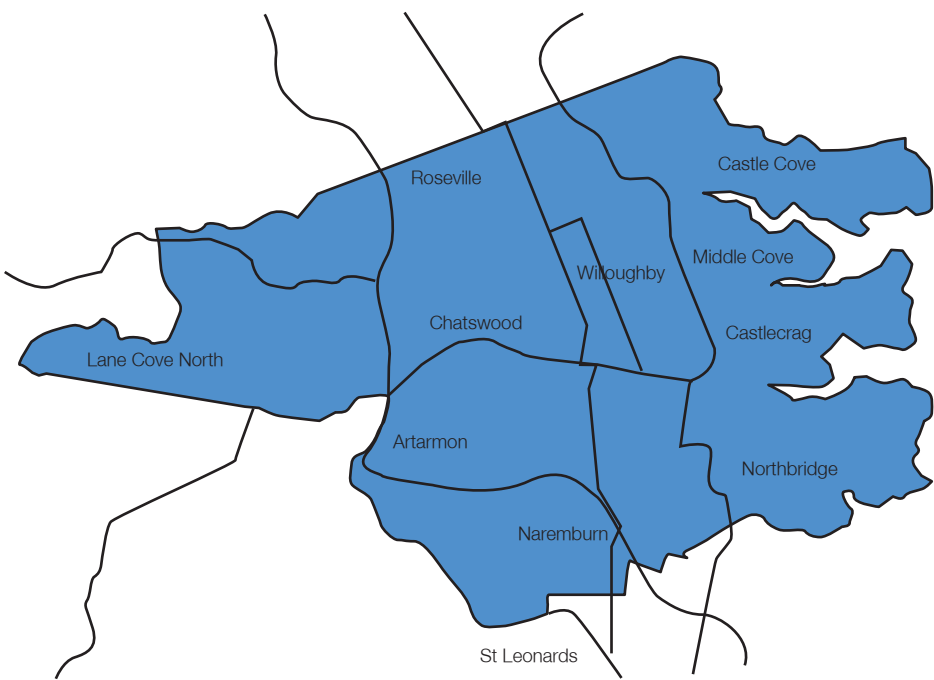 Castle Cove
Roseville
Middle Cove
Willoughby
Chatswood
Castlecrag
Lane Cove North
Artarmon
Northbridge
Naremburn
St Leonards